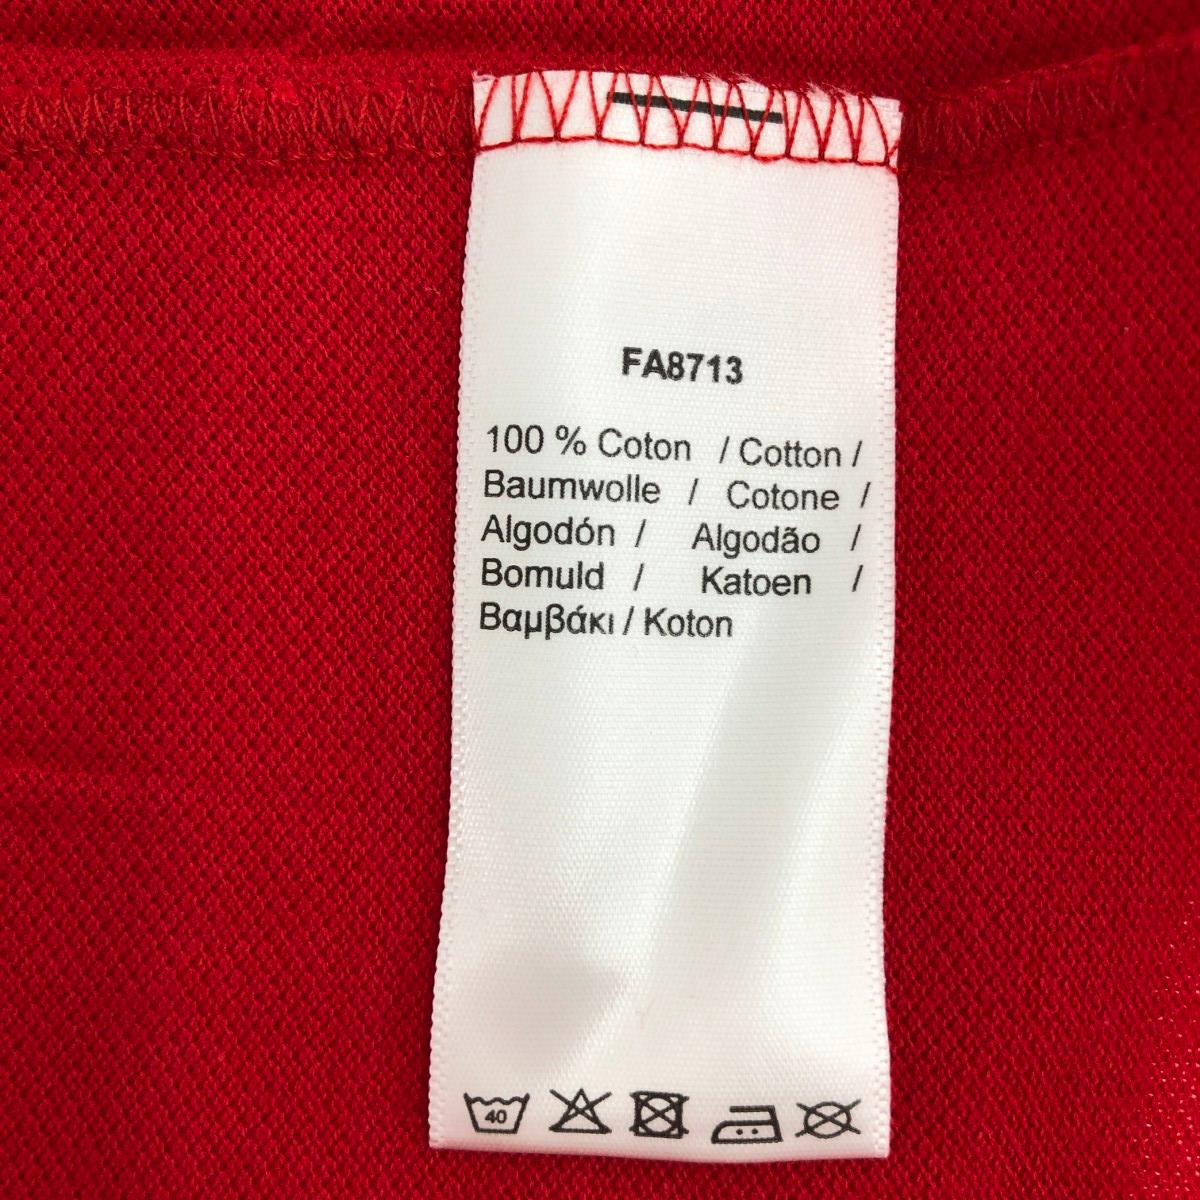 FA8713
100 % Coton / Cotton /
Baumwolle / Cotone /
Algodón / Algodão /
Bomuld / Katoen /
Βαμβάκι / Koton
40